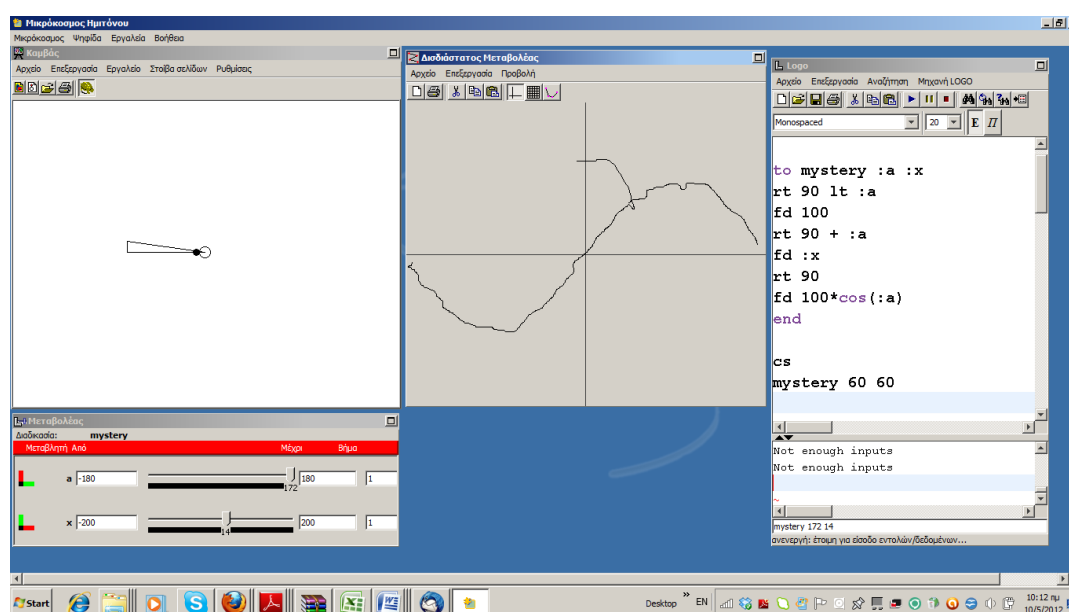 Μικρόκοσμος Ημιτόνου
Μικρόκοσμος Ψηφίδα Εργαλεία Βοήθεια
Καμβάς
Αρχείο Επεξεργασία Εργαλείο Στοίβα σελίδων Ρυθμίσεις
Δισδιάστατος Μεταβολέας
Αρχείο Επεξεργασία Προβολή
Logo
Αρχείο Επεξεργασία Αναζήτηση Μηχανή LOGO
Monospaced 20 Ε Π
to mystery :a :x
rt 90 lt :a
fd 100
rt 90 + :a
fd :x
rt 90
fd 100*cos(:a)
end
cs
mystery 60 60
Not enough inputs
Not enough inputs
~
mystery 172 14
ανενεργή: έτοιμη για είσοδο εντολών/δεδομένων...
Μεταβολέας
Διαδικασία: mystery
Μεταβλητή Από Μέχρι Βήμα
a -180 172 180 1
x -200 14 200 1
Start
Desktop » EN
10:12 πμ
10/5/2012